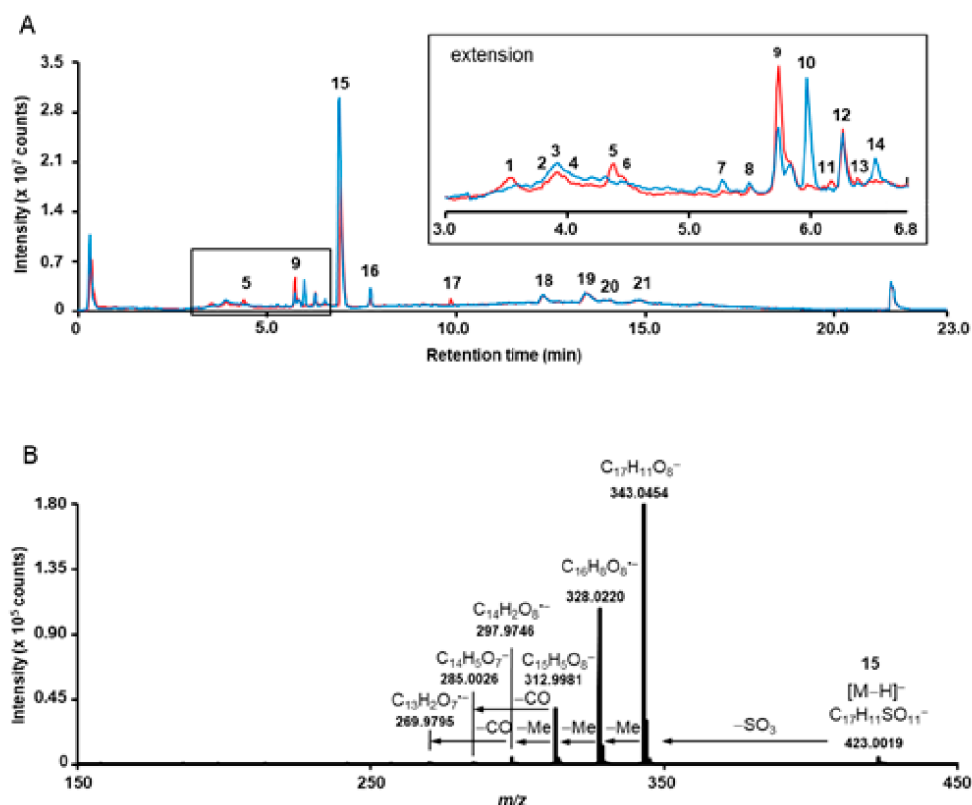 A
extension
3.5
2.8
2.1
1.4
0.7
0
Intensity (x 10⁷ counts)
15
5
9
16
17
18
19
20
21
0
5.0
10.0
15.0
20.0
23.0
Retention time (min)
1
2
3
4
5
6
7
8
9
10
11
12
13
14
3.0
4.0
5.0
6.0
6.8
B
1.80
1.35
0.90
0.45
0
Intensity (x 10⁵ counts)
C₁₇H₁₁O₈⁻
343.0454
C₁₆H₈O₈•⁻
328.0220
C₁₄H₂O₈•⁻
297.9746
C₁₄H₅O₇⁻
285.0026
C₁₅H₅O₈⁻
312.9981
C₁₃H₂O₇•⁻
269.9795
–CO
–CO
–Me
–Me
–Me
–SO₃
15
[M–H]⁻
C₁₇H₁₁SO₁₁⁻
423.0019
150
250
350
450
m/z